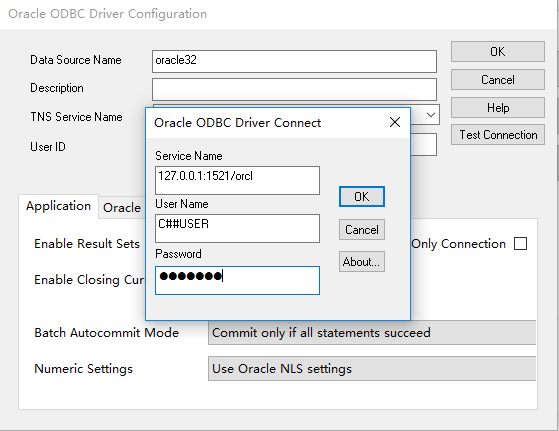 Oracle ODBC Driver Configuration
Data Source Name
oracle32
OK
Description
Cancel
TNS Service Name
Help
User ID
Test Connection
Oracle ODBC Driver Connect
Service Name
127.0.0.1:1521/orcl
OK
User Name
C##USER
Cancel
Password
About...
Application
Oracle
Enable Result Sets
Only Connection
Enable Closing Cur
Batch Autocommit Mode
Commit only if all statements succeed
Numeric Settings
Use Oracle NLS settings